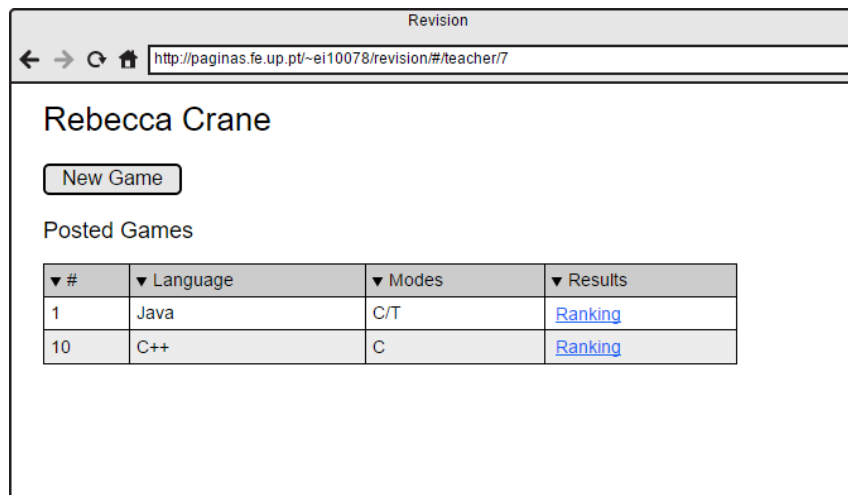 Revision
http://paginas.fe.up.pt/~ei10078/revision/#/teacher/7
Rebecca Crane
New Game
Posted Games
# Language Modes Results
1 Java C/T Ranking
10 C++ C Ranking